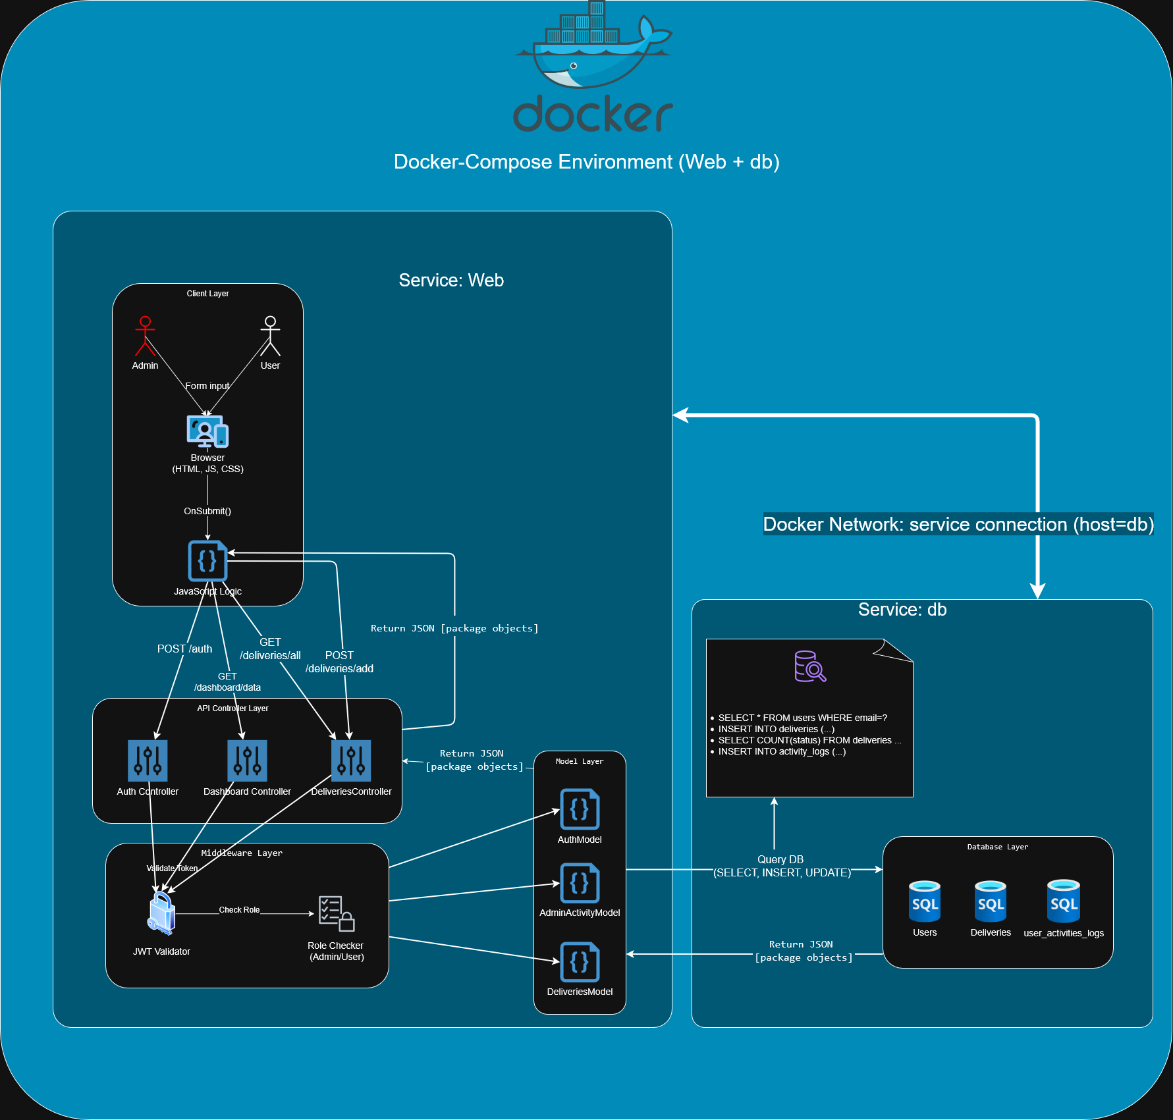 docker
Docker-Compose Environment (Web + db)
Service: Web
Client Layer
Admin
User
Form input
Browser
(HTML, JS, CSS)
OnSubmit()
JavaScript Logic
Return JSON [package objects]
POST /auth
GET
/deliveries/all
POST
/deliveries/add
GET
/dashboard/data
API Controller Layer
Auth Controller
Dashboard Controller
DeliveriesController
Return JSON
[package objects]
Middleware Layer
Validate Token
Check Role
JWT Validator
Role Checker
(Admin/User)
Model Layer
AuthModel
AdminActivityModel
DeliveriesModel
Docker Network: service connection (host=db)
Service: db
SELECT * FROM users WHERE email=?
INSERT INTO deliveries (...)
SELECT COUNT(status) FROM deliveries ...
INSERT INTO activity_logs (...)
Query DB
(SELECT, INSERT, UPDATE)
Database Layer
SQL
SQL
SQL
Users
Deliveries
user_activities_logs
Return JSON
[package objects]